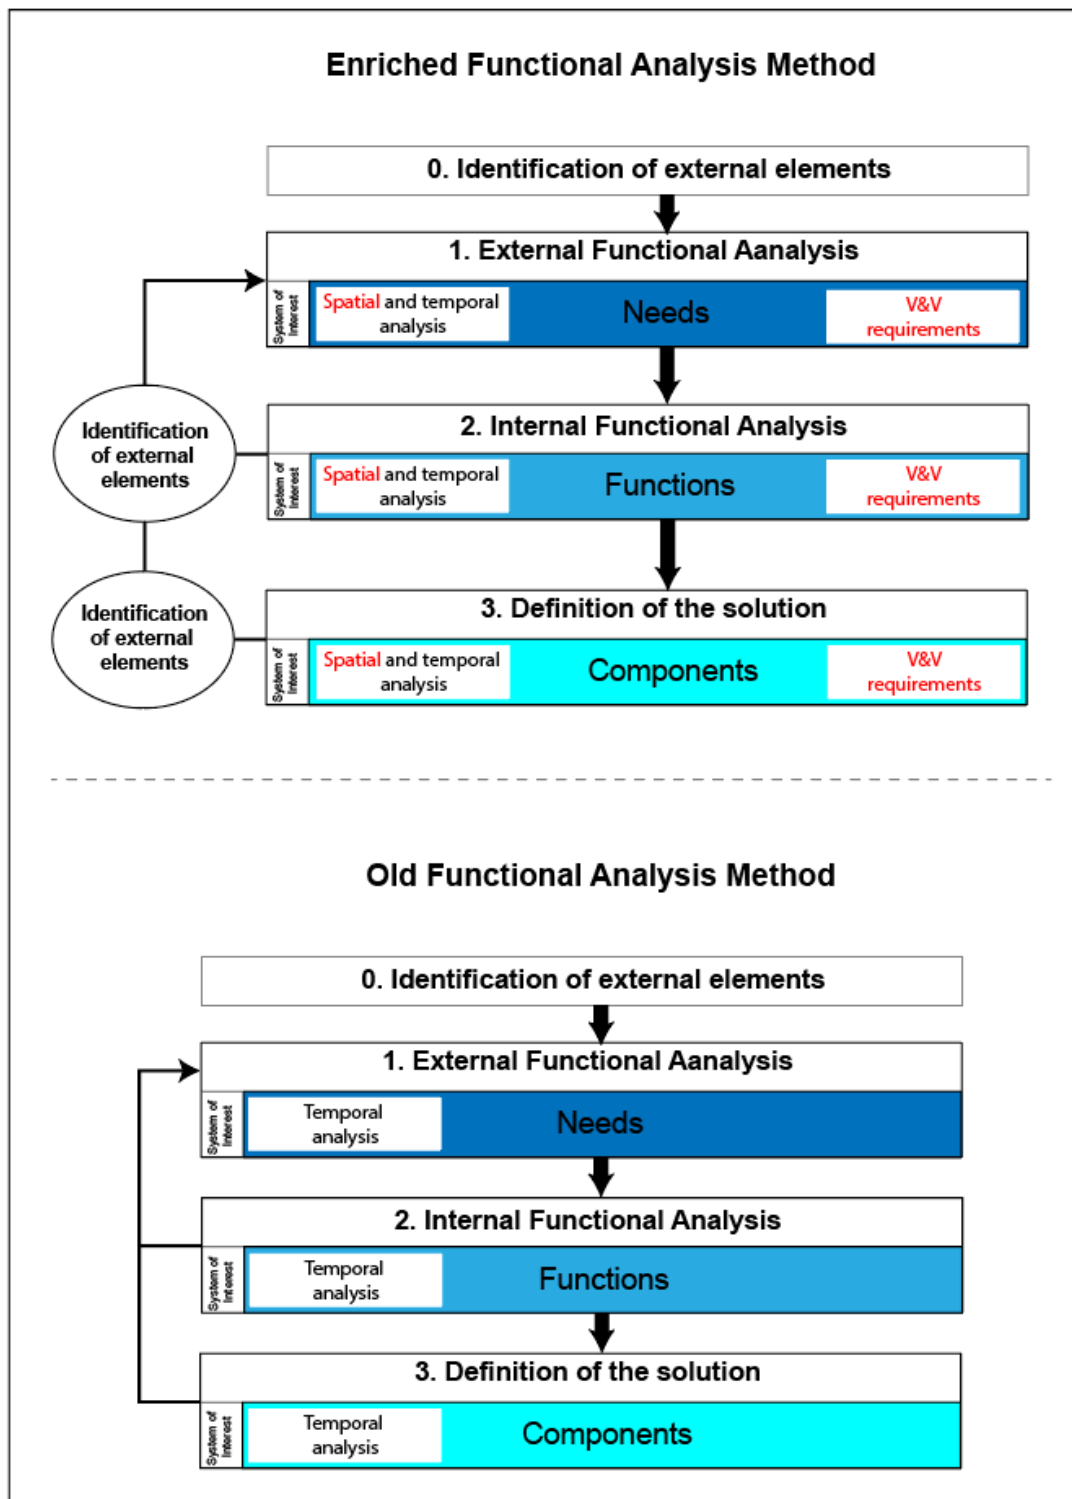 Enriched Functional Analysis Method
0. Identification of external elements
1. External Functional Aanalysis
System of
Interest
Spatial and temporal
analysis
Needs
V&V
requirements
Identification
of external
elements
2. Internal Functional Analysis
System of
Interest
Spatial and temporal
analysis
Functions
V&V
requirements
Identification
of external
elements
3. Definition of the solution
System of
Interest
Spatial and temporal
analysis
Components
V&V
requirements
Old Functional Analysis Method
0. Identification of external elements
1. External Functional Aanalysis
System of
Interest
Temporal
analysis
Needs
2. Internal Functional Analysis
System of
Interest
Temporal
analysis
Functions
3. Definition of the solution
System of
Interest
Temporal
analysis
Components